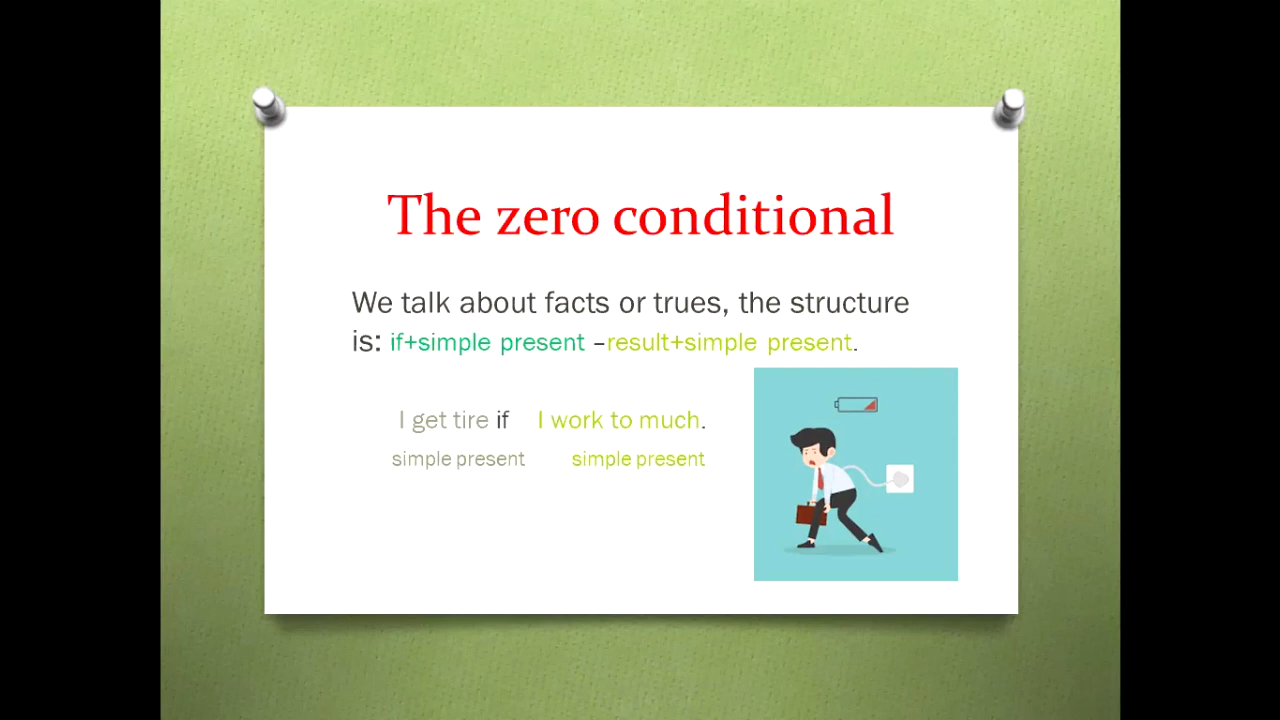 The zero conditional
We talk about facts or trues, the structure
is: if+simple present –result+simple present.
I get tire if I work to much.
simple present simple present